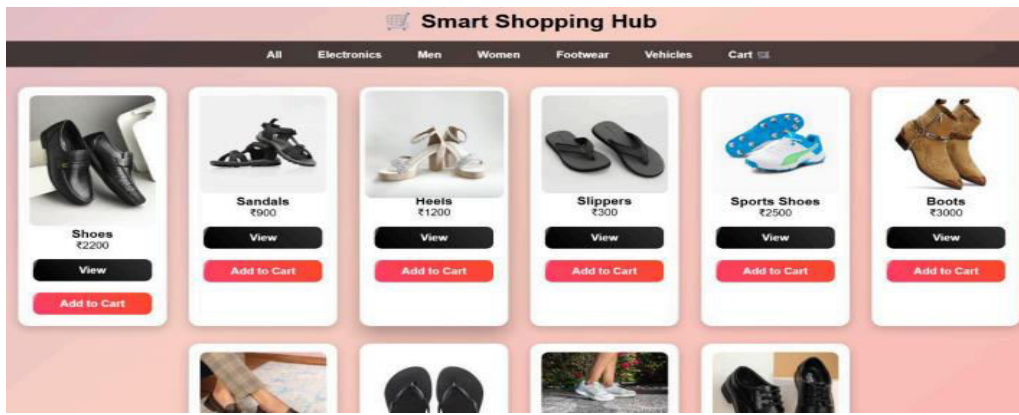 Smart Shopping Hub
All Electronics Men Women Footwear Vehicles Cart
Shoes
₹2200
View
Add to Cart
Sandals
₹900
View
Add to Cart
Heels
₹1200
View
Add to Cart
Slippers
₹300
View
Add to Cart
Sports Shoes
₹2500
View
Add to Cart
Boots
₹3000
View
Add to Cart